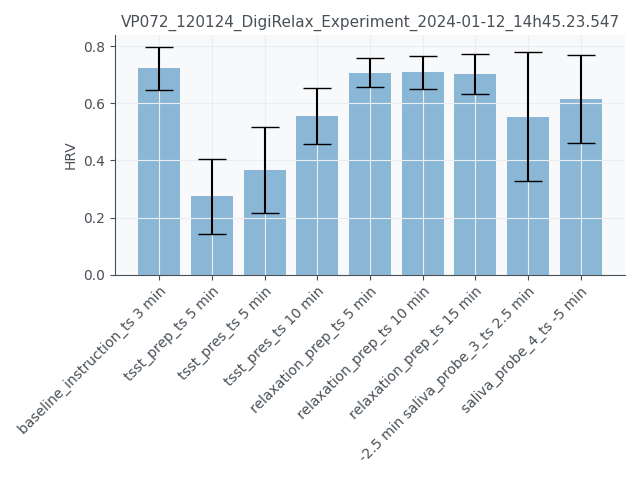 VP072_120124_DigiRelax_Experiment_2024-01-12_14h45.23.547
HRV
0.8
0.6
0.4
0.2
0.0
baseline_instruction_ts 3 min
tsst_prep_ts 5 min
tsst_pres_ts 5 min
tsst_pres_ts 10 min
relaxation_prep_ts 5 min
relaxation_prep_ts 10 min
relaxation_prep_ts 15 min
-2.5 min saliva_probe_3_ts 2.5 min
saliva_probe_4_ts -5 min